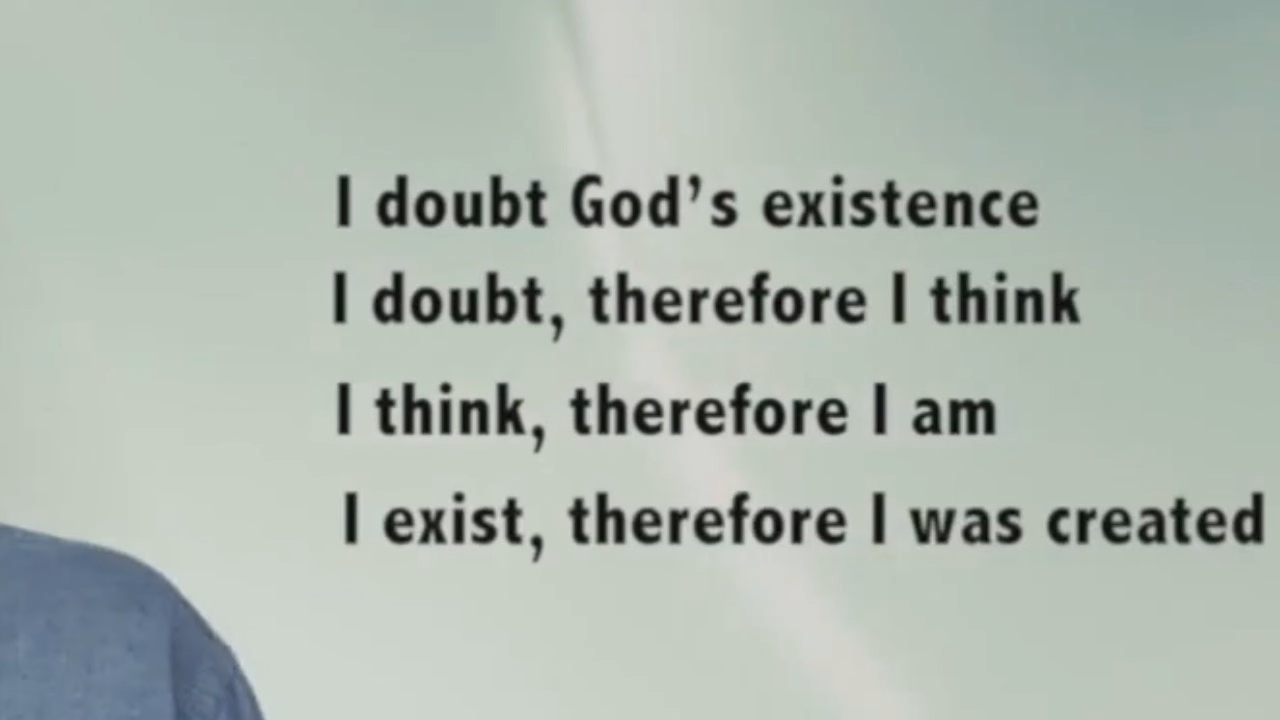 I doubt God’s existence
I doubt, therefore I think
I think, therefore I am
I exist, therefore I was created